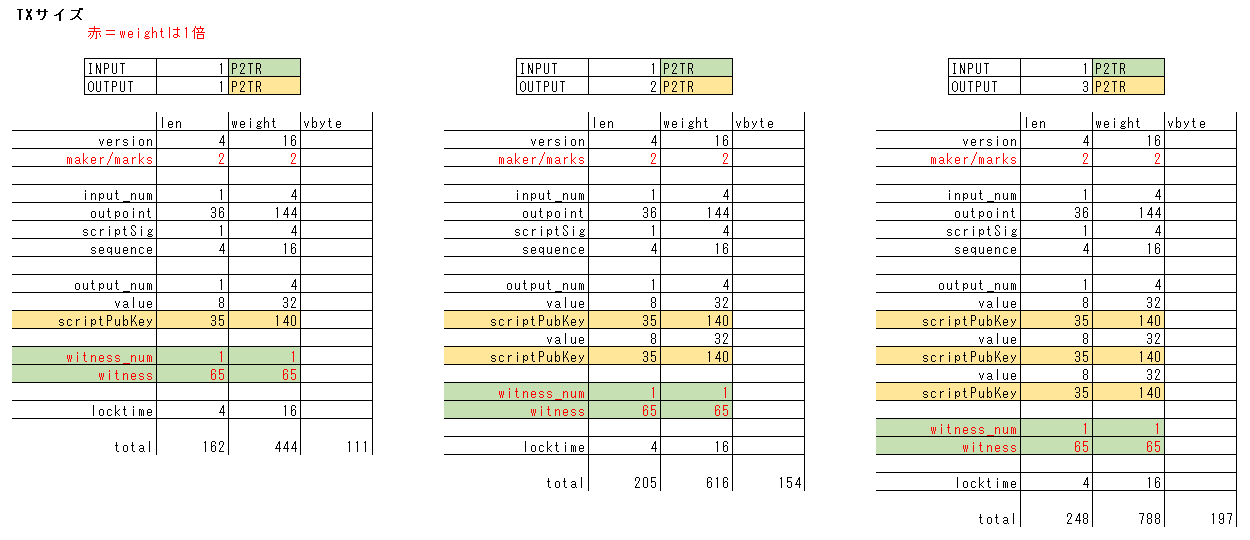 TXサイズ
赤=weightは1倍
INPUT 1 P2TR
OUTPUT 1 P2TR
len weight vbyte
version 4 16
maker/marks 2 2
input_num 1 4
outpoint 36 144
scriptSig 1 4
sequence 4 16
output_num 1 4
value 8 32
scriptPubKey 35 140
witness_num 1 1
witness 65 65
locktime 4 16
total 162 444 111
INPUT 1 P2TR
OUTPUT 2 P2TR
len weight vbyte
version 4 16
maker/marks 2 2
input_num 1 4
outpoint 36 144
scriptSig 1 4
sequence 4 16
output_num 1 4
value 8 32
scriptPubKey 35 140
value 8 32
scriptPubKey 35 140
witness_num 1 1
witness 65 65
locktime 4 16
total 205 616 154
INPUT 1 P2TR
OUTPUT 3 P2TR
len weight vbyte
version 4 16
maker/marks 2 2
input_num 1 4
outpoint 36 144
scriptSig 1 4
sequence 4 16
output_num 1 4
value 8 32
scriptPubKey 35 140
value 8 32
scriptPubKey 35 140
value 8 32
scriptPubKey 35 140
witness_num 1 1
witness 65 65
locktime 4 16
total 248 788 197